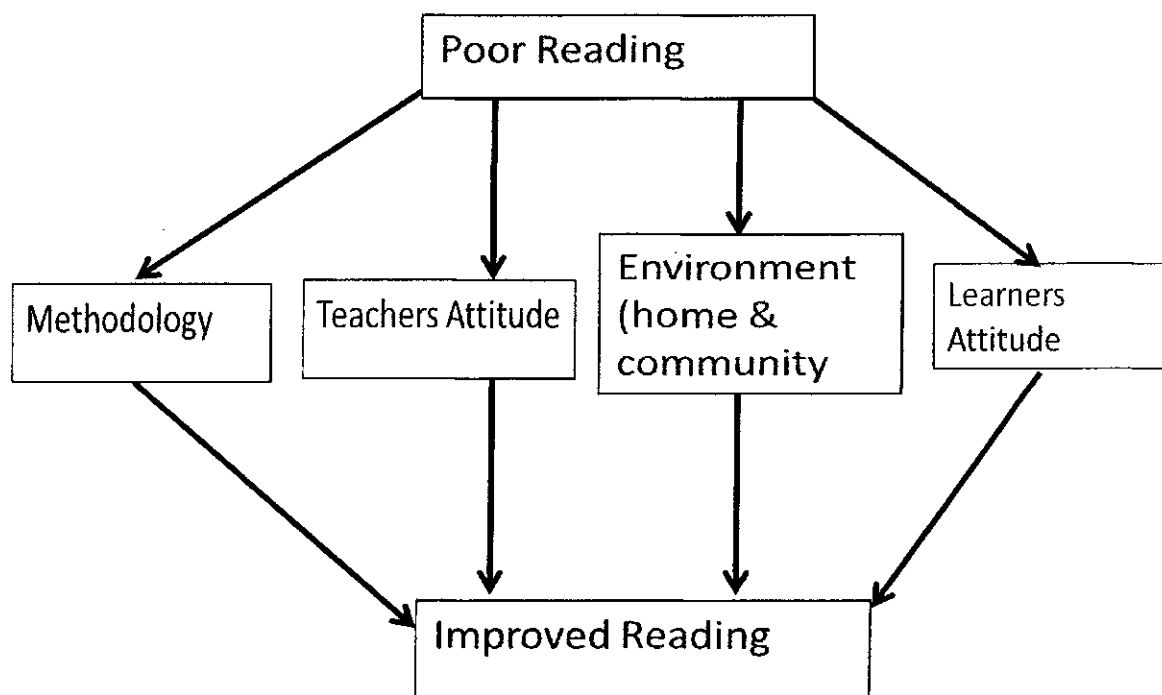 Poor Reading
Methodology
Teachers Attitude
Environment
(home &
community
Learners
Attitude
Improved Reading